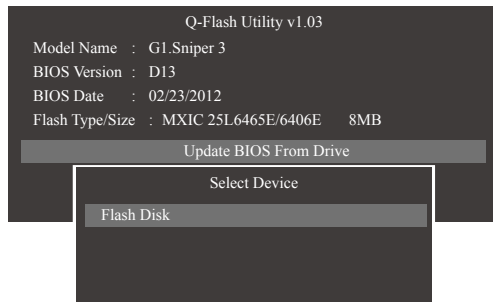 Q-Flash Utility v1.03
Model Name : G1.Sniper 3
BIOS Version : D13
BIOS Date : 02/23/2012
Flash Type/Size : MXIC 25L6465E/6406E 8MB
Update BIOS From Drive
Select Device
Flash Disk